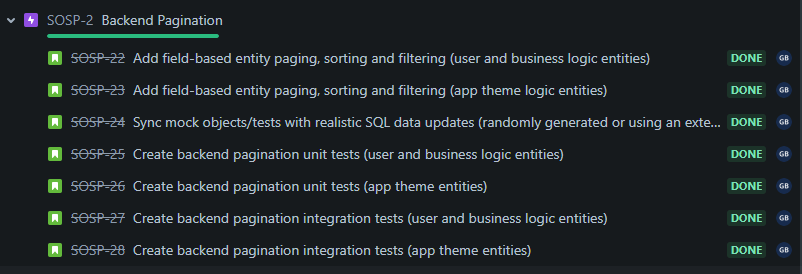 SOSP-2 Backend Pagination
SOSP-22 Add field-based entity paging, sorting and filtering (user and business logic entities) DONE GB
SOSP-23 Add field-based entity paging, sorting and filtering (app theme logic entities) DONE GB
SOSP-24 Sync mock objects/tests with realistic SQL data updates (randomly generated or using an exte... DONE GB
SOSP-25 Create backend pagination unit tests (user and business logic entities) DONE GB
SOSP-26 Create backend pagination unit tests (app theme entities) DONE GB
SOSP-27 Create backend pagination integration tests (user and business logic entities) DONE GB
SOSP-28 Create backend pagination integration tests (app theme entities) DONE GB